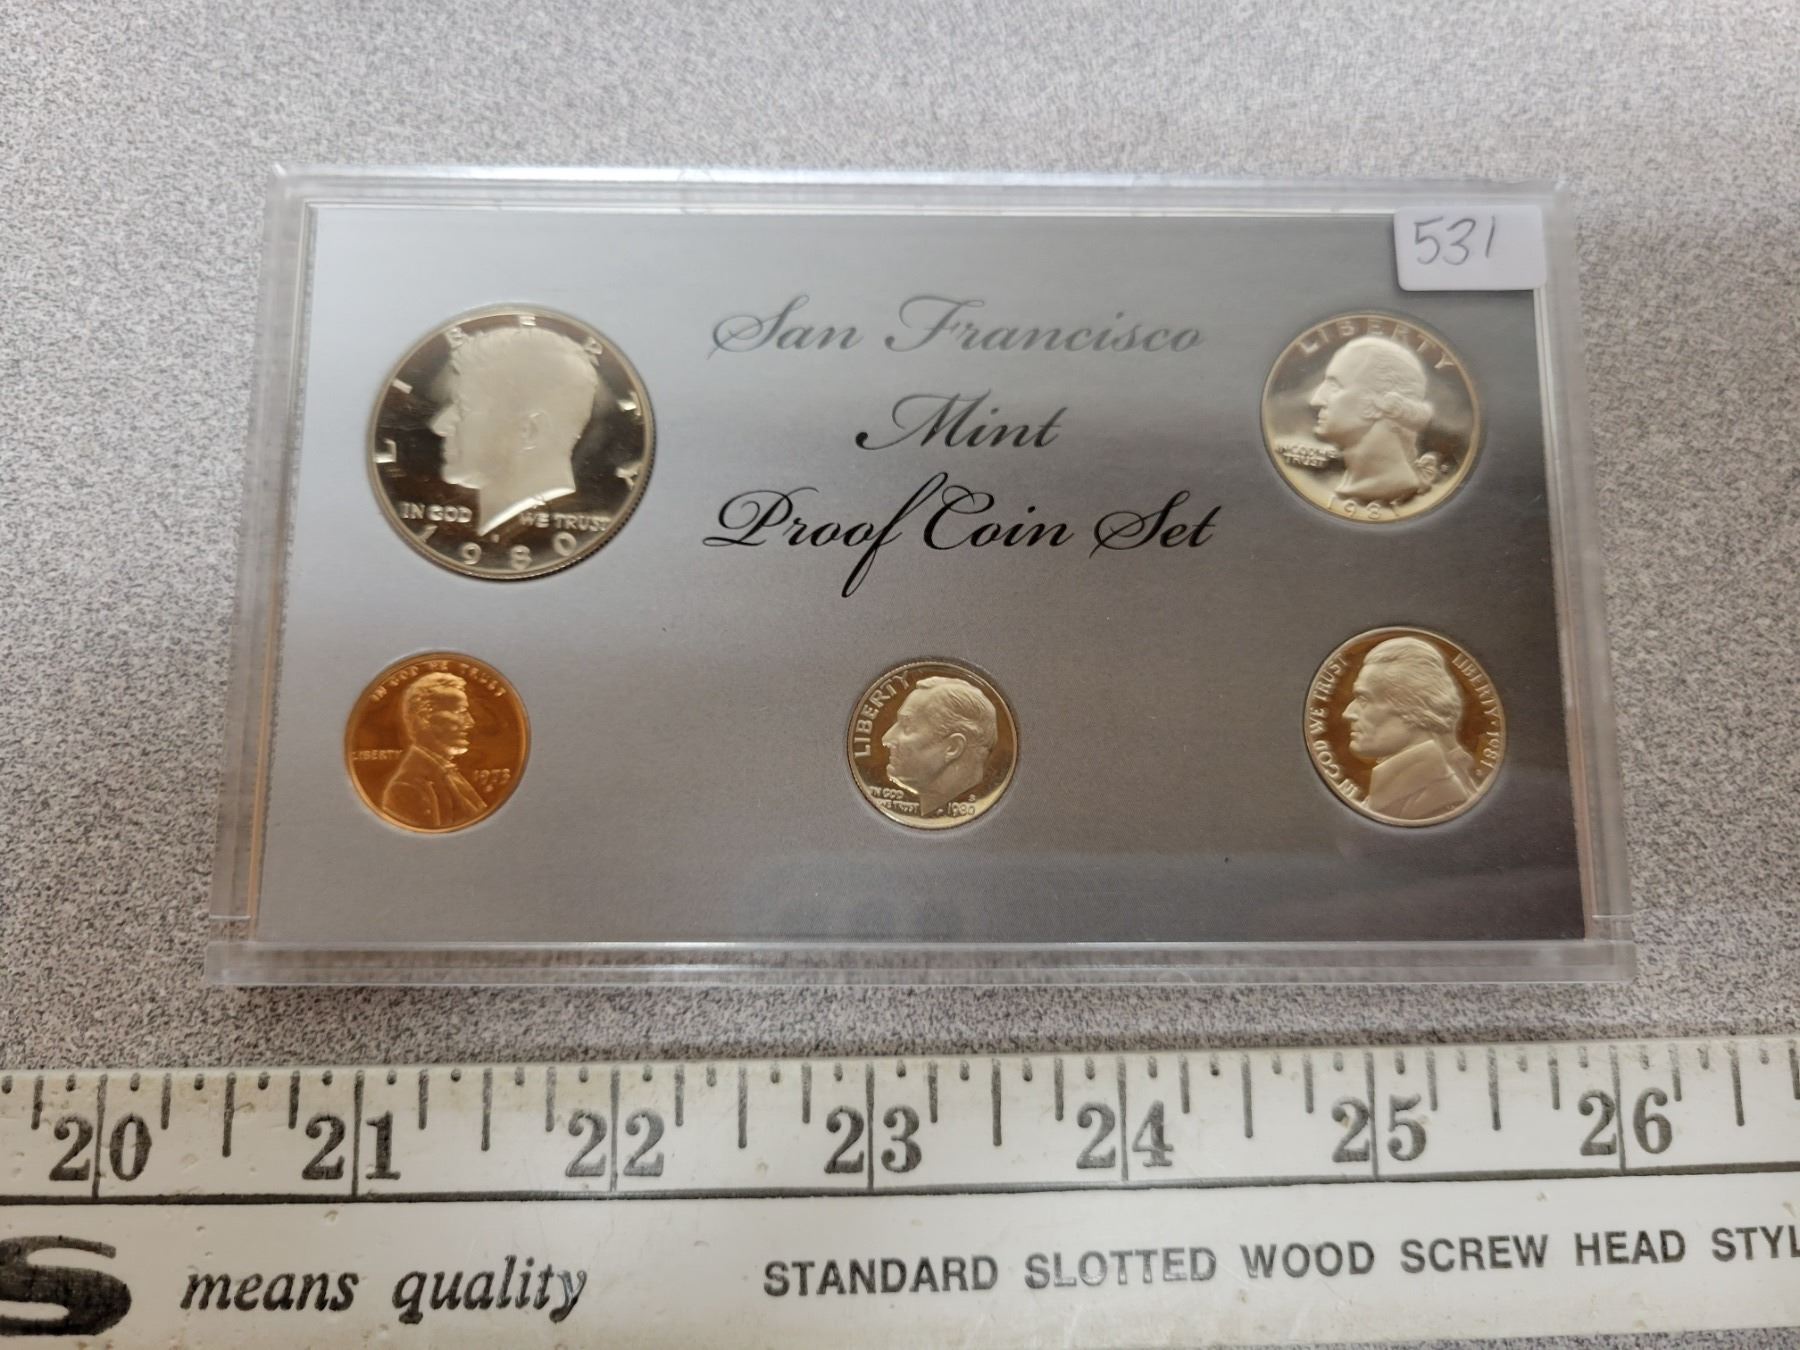 531
San Francisco
Mint
Proof Coin Set
LIBERTY
IN GOD WE TRUST
1980
LIBERTY
IN GOD WE
TRUST
1981
IN GOD WE TRUST
LIBERTY
1973
S
LIBERTY
IN GOD
WE TRUST
S
1980
IN GOD WE TRUST
LIBERTY · 1981
20 21 22 23 24 25 26
S means quality
STANDARD SLOTTED WOOD SCREW HEAD STYL